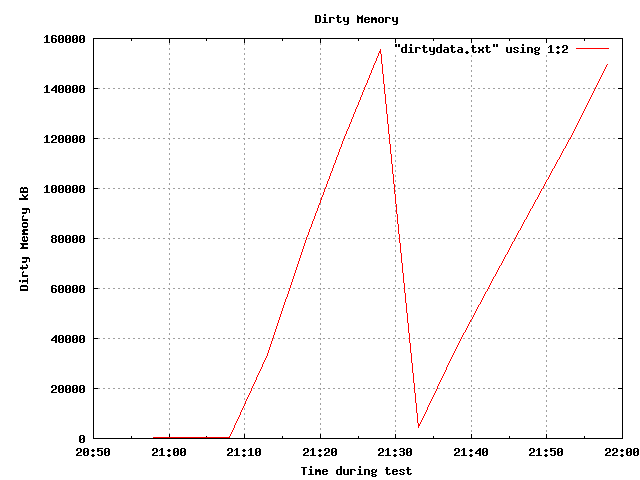 Dirty Memory
"dirtydata.txt" using 1:2
160000
140000
120000
100000
80000
60000
40000
20000
0
Dirty Memory kB
20:50 21:00 21:10 21:20 21:30 21:40 21:50 22:00
Time during test